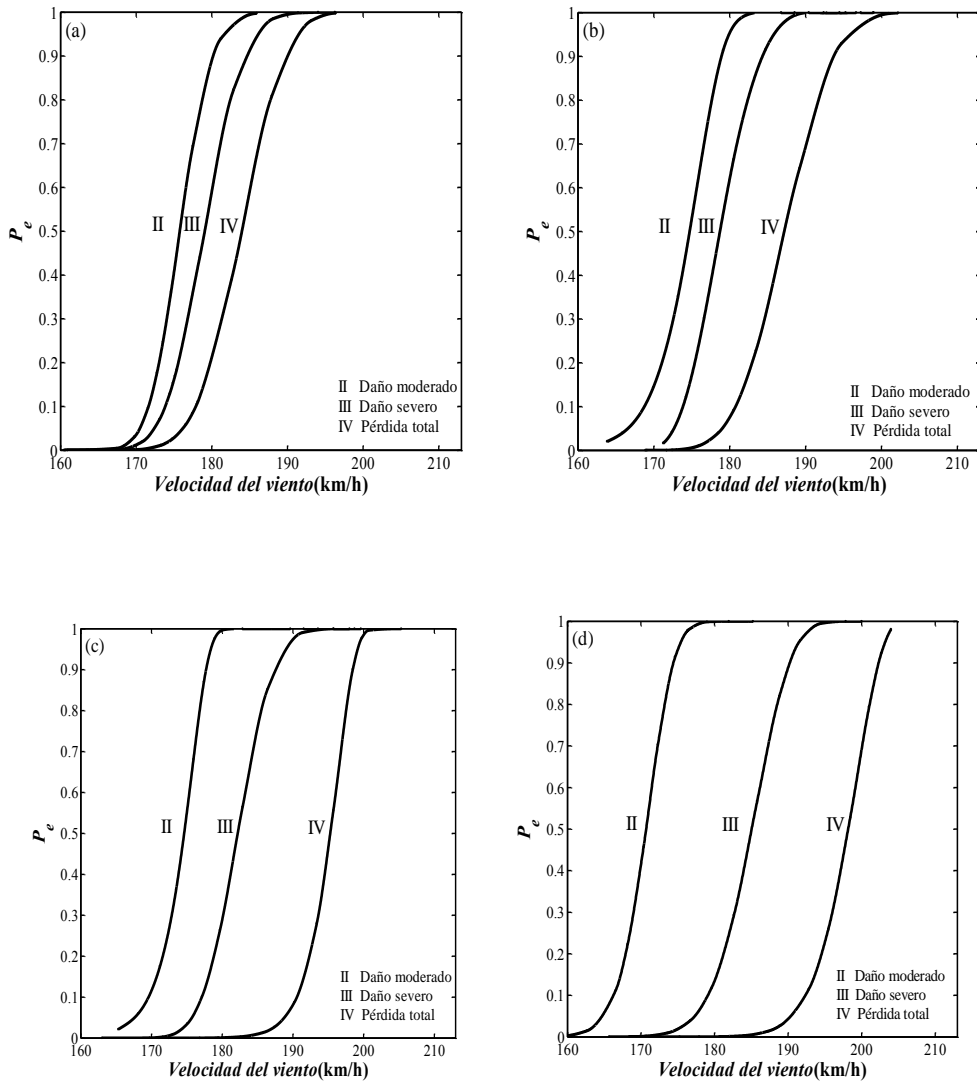 (a)
1
0.9
0.8
0.7
0.6
0.5
0.4
0.3
0.2
0.1
0
P_e
II
III
IV
II Daño moderado
III Daño severo
IV Pérdida total
160 170 180 190 200 210
Velocidad del viento(km/h)
(b)
1
0.9
0.8
0.7
0.6
0.5
0.4
0.3
0.2
0.1
0
P_e
II
III
IV
II Daño moderado
III Daño severo
IV Pérdida total
160 170 180 190 200 210
Velocidad del viento(km/h)
(c)
1
0.9
0.8
0.7
0.6
0.5
0.4
0.3
0.2
0.1
0
P_e
II
III
IV
II Daño moderado
III Daño severo
IV Pérdida total
160 170 180 190 200 210
Velocidad del viento(km/h)
(d)
1
0.9
0.8
0.7
0.6
0.5
0.4
0.3
0.2
0.1
0
P_e
II
III
IV
II Daño moderado
III Daño severo
IV Pérdida total
160 170 180 190 200 210
Velocidad del viento(km/h)